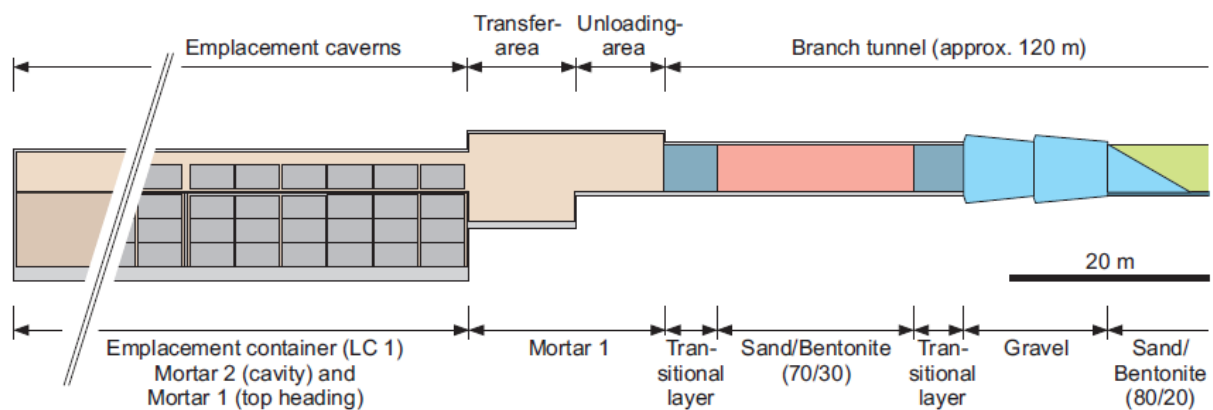 Emplacement caverns
Transfer-
area
Unloading-
area
Branch tunnel (approx. 120 m)
20 m
Emplacement container (LC 1)
Mortar 2 (cavity) and
Mortar 1 (top heading)
Mortar 1
Tran-
sitional
layer
Sand/Bentonite
(70/30)
Tran-
sitional
layer
Gravel
Sand/
Bentonite
(80/20)